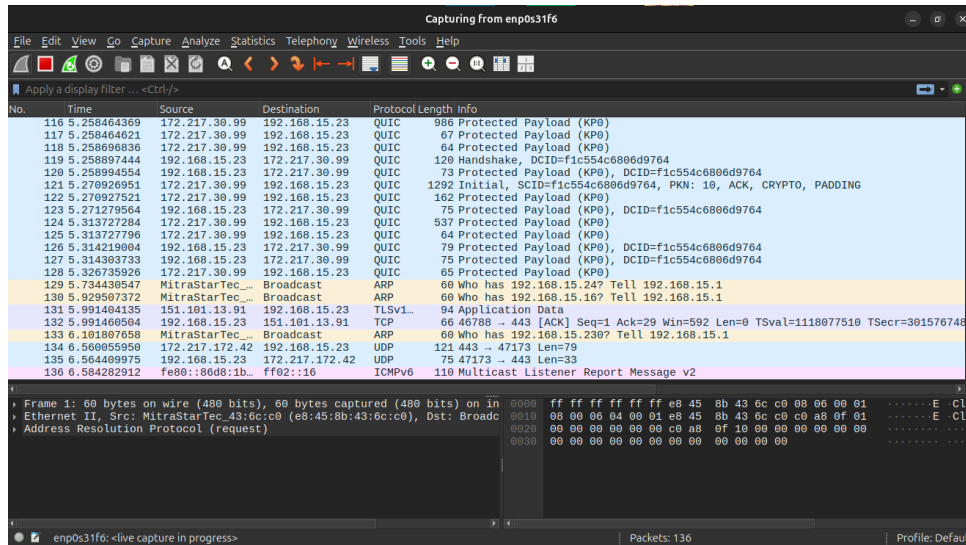 Capturing from enp0s31f6
File Edit View Go Capture Analyze Statistics Telephony Wireless Tools Help
Apply a display filter ... <Ctrl-/>
No. Time Source Destination Protocol Length Info
116 5.258464369 172.217.30.99 192.168.15.23 QUIC 986 Protected Payload (KP0)
117 5.258464621 172.217.30.99 192.168.15.23 QUIC 67 Protected Payload (KP0)
118 5.258696836 172.217.30.99 192.168.15.23 QUIC 64 Protected Payload (KP0)
119 5.258897444 192.168.15.23 172.217.30.99 QUIC 120 Handshake, DCID=f1c554c6806d9764
120 5.258994554 192.168.15.23 172.217.30.99 QUIC 73 Protected Payload (KP0), DCID=f1c554c6806d9764
121 5.270926951 172.217.30.99 192.168.15.23 QUIC 1292 Initial, SCID=f1c554c6806d9764, PKN: 10, ACK, CRYPTO, PADDING
122 5.270927521 172.217.30.99 192.168.15.23 QUIC 162 Protected Payload (KP0)
123 5.271279564 192.168.15.23 172.217.30.99 QUIC 75 Protected Payload (KP0), DCID=f1c554c6806d9764
124 5.313727284 172.217.30.99 192.168.15.23 QUIC 537 Protected Payload (KP0)
125 5.313727796 172.217.30.99 192.168.15.23 QUIC 64 Protected Payload (KP0)
126 5.314219004 192.168.15.23 172.217.30.99 QUIC 79 Protected Payload (KP0), DCID=f1c554c6806d9764
127 5.314303733 192.168.15.23 172.217.30.99 QUIC 75 Protected Payload (KP0), DCID=f1c554c6806d9764
128 5.326735926 172.217.30.99 192.168.15.23 QUIC 65 Protected Payload (KP0)
129 5.734430547 MitraStarTec_... Broadcast ARP 60 Who has 192.168.15.24? Tell 192.168.15.1
130 5.929507372 MitraStarTec_... Broadcast ARP 60 Who has 192.168.15.16? Tell 192.168.15.1
131 5.991404135 151.101.13.91 192.168.15.23 TLSv1... 94 Application Data
132 5.991460504 192.168.15.23 151.101.13.91 TCP 66 46788 → 443 [ACK] Seq=1 Ack=29 Win=592 Len=0 TSval=1118077510 TSecr=301576748
133 6.101807658 MitraStarTec_... Broadcast ARP 60 Who has 192.168.15.230? Tell 192.168.15.1
134 6.560055950 172.217.172.42 192.168.15.23 UDP 121 443 → 47173 Len=79
135 6.564409975 192.168.15.23 172.217.172.42 UDP 75 47173 → 443 Len=33
136 6.584282912 fe80::86d8:1b... ff02::16 ICMPv6 110 Multicast Listener Report Message v2
Frame 1: 60 bytes on wire (480 bits), 60 bytes captured (480 bits) on in
Ethernet II, Src: MitraStarTec_43:6c:c0 (e8:45:8b:43:6c:c0), Dst: Broadc
Address Resolution Protocol (request)
0000 ff ff ff ff ff ff e8 45 8b 43 6c c0 08 06 00 01 ·······E ·Cl
0010 08 00 06 04 00 01 e8 45 8b 43 6c c0 c0 a8 0f 01 ·······E ·Cl
0020 00 00 00 00 00 00 c0 a8 0f 10 00 00 00 00 00 00 ········ ···
0030 00 00 00 00 00 00 00 00 00 00 00 00 ········ ···
enp0s31f6: <live capture in progress>
Packets: 136
Profile: Defau